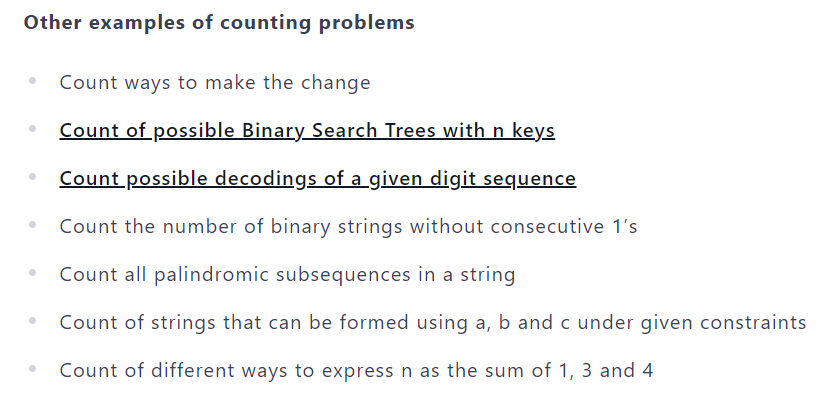 Other examples of counting problems
Count ways to make the change
Count of possible Binary Search Trees with n keys
Count possible decodings of a given digit sequence
Count the number of binary strings without consecutive 1’s
Count all palindromic subsequences in a string
Count of strings that can be formed using a, b and c under given constraints
Count of different ways to express n as the sum of 1, 3 and 4